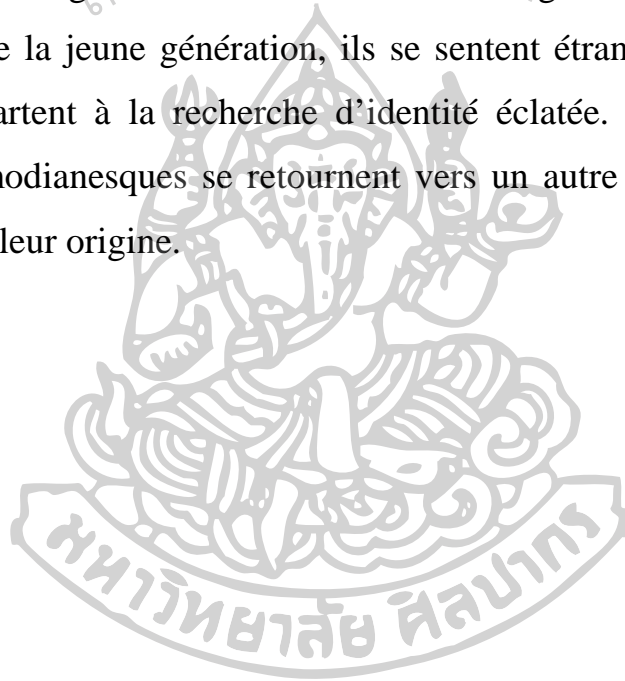 e la jeune génération, ils se sentent étran
artent à la recherche d'identité éclatée.
nodianesques se retournent vers un autre
leur origine.
มหาวิทยาลัย ศิลปากร